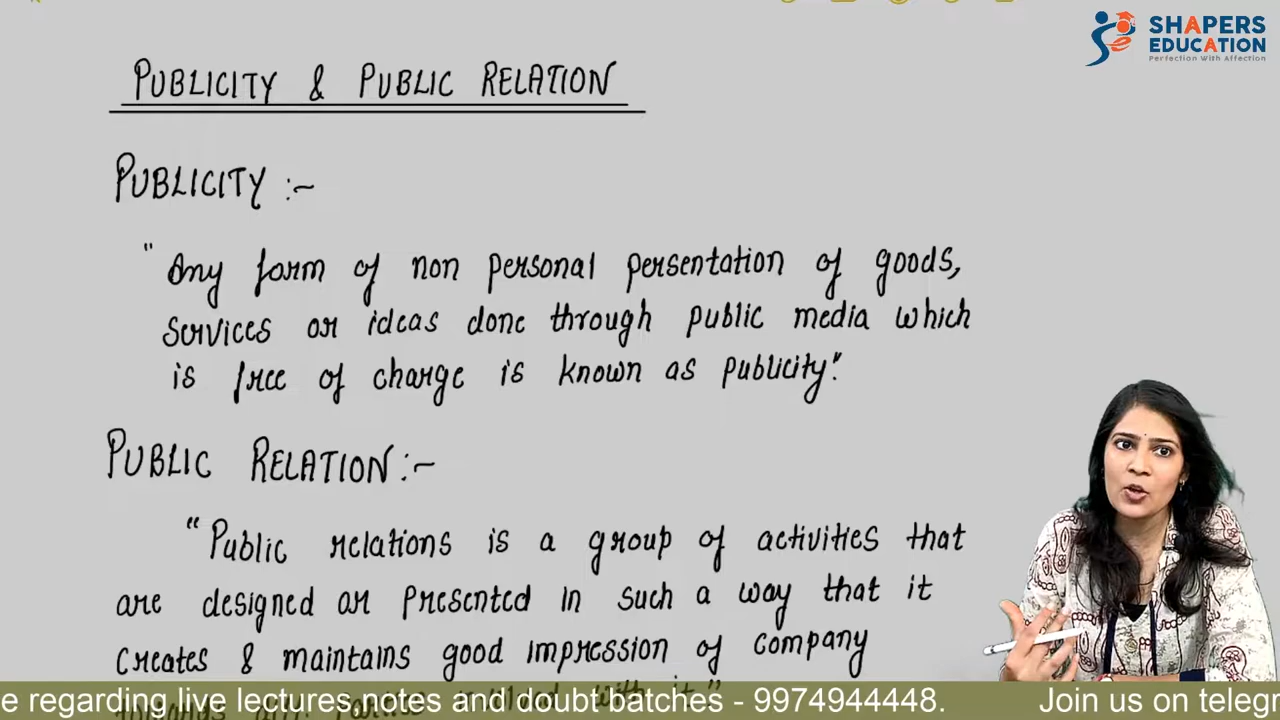 SHAPERS
EDUCATION
Perfection With Affection
PUBLICITY & PUBLIC RELATION
PUBLICITY :-
"Any form of non personal persentation of goods,
services or ideas done through public media which
is free of charge is known as publicity".
PUBLIC RELATION:-
"Public relations is a group of activities that
are designed or presented in such a way that it
creates & maintains good impression of company
e regarding live lectures,notes and doubt batches - 9974944448. Join us on telegr